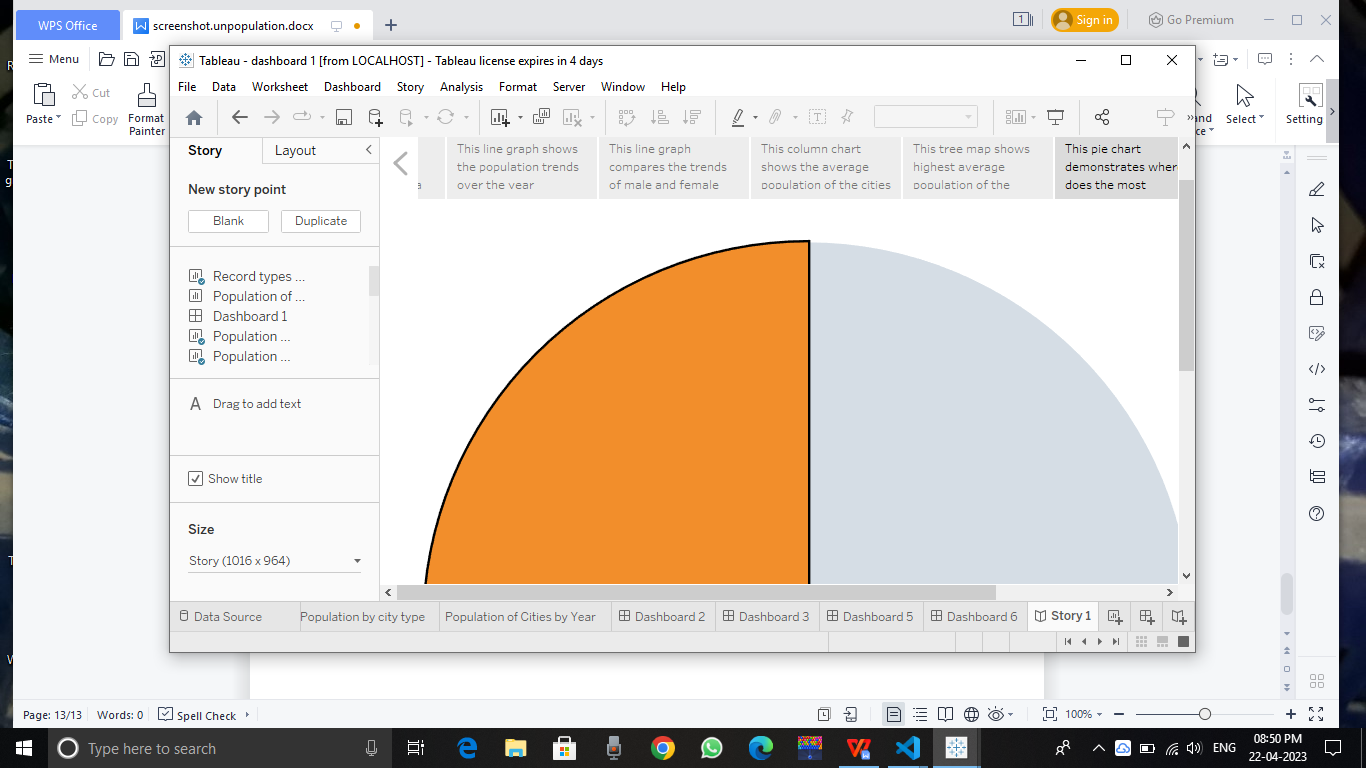 WPS Office
screenshot.unpopulation.docx
1
Sign in
Go Premium
Menu
Paste
Cut
Copy
Format
Painter
Select
Setting
Tableau - dashboard 1 [from LOCALHOST] - Tableau license expires in 4 days
File Data Worksheet Dashboard Story Analysis Format Server Window Help
Story
Layout
New story point
Blank
Duplicate
Record types ...
Population of ...
Dashboard 1
Population ...
Population ...
A Drag to add text
Show title
Size
Story (1016 x 964)
This line graph shows
the population trends
over the year
This line graph
compares the trends
of male and female
This column chart
shows the average
population of the cities
This tree map shows
highest average
population of the
This pie chart
demonstrates wher
does the most
Data Source
Population by city type
Population of Cities by Year
Dashboard 2
Dashboard 3
Dashboard 5
Dashboard 6
Story 1
Page: 13/13
Words: 0
Spell Check
100%
Type here to search
ENG
08:50 PM
22-04-2023